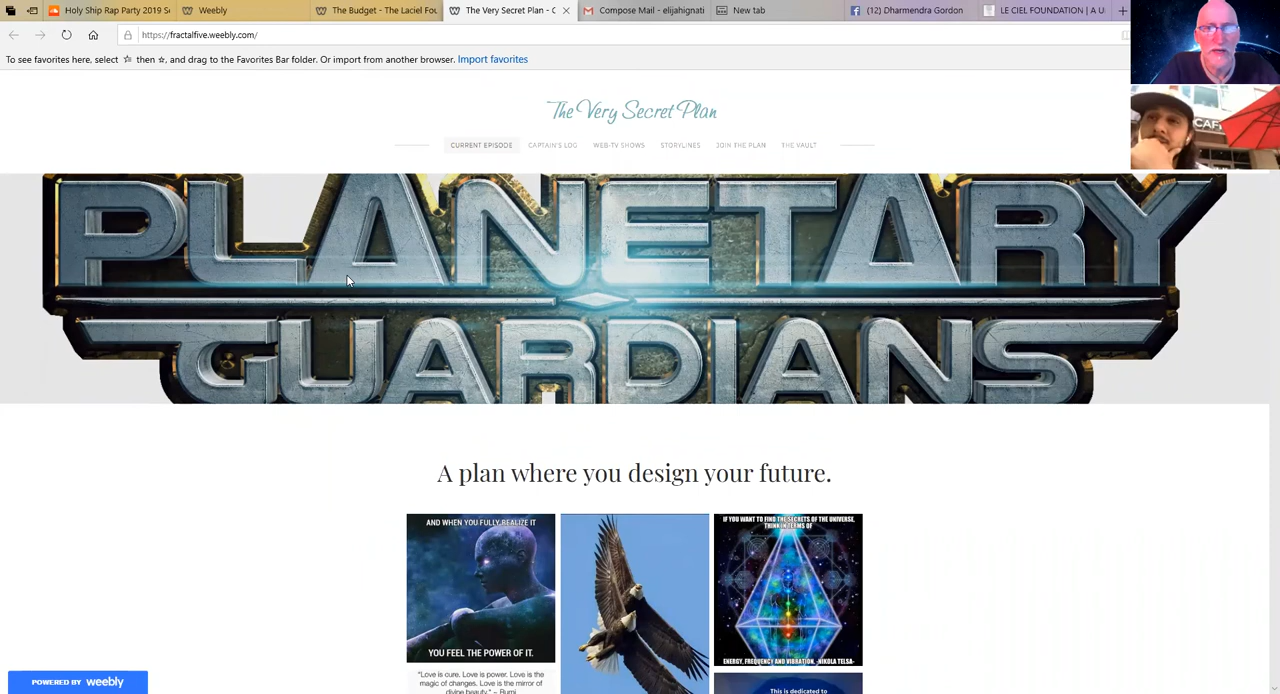 Holy Ship Rap Party 2019 Se
Weebly
The Budget - The Laciel Fou
The Very Secret Plan - C
Compose Mail - elijahignati
New tab
(12) Dharmendra Gordon
LE CIEL FOUNDATION | A U
https://fractalfive.weebly.com/
To see favorites here, select ☆ then ☆, and drag to the Favorites Bar folder. Or import from another browser. Import favorites
The Very Secret Plan
CURRENT EPISODE CAPTAIN'S LOG WEB-TV SHOWS STORYLINES JOIN THE PLAN THE VAULT
CAF
PLANETARY
GUARDIANS
A plan where you design your future.
AND WHEN YOU FULLY REALIZE IT
YOU FEEL THE POWER OF IT.
"Love is cure. Love is power. Love is the
magic of changes. Love is the mirror of
divine beauty." ~ Rumi
IF YOU WANT TO FIND THE SECRETS OF THE UNIVERSE,
THINK IN TERMS OF
ENERGY, FREQUENCY AND VIBRATION. -NIKOLA TELSA-
This is dedicated to
POWERED BY weebly